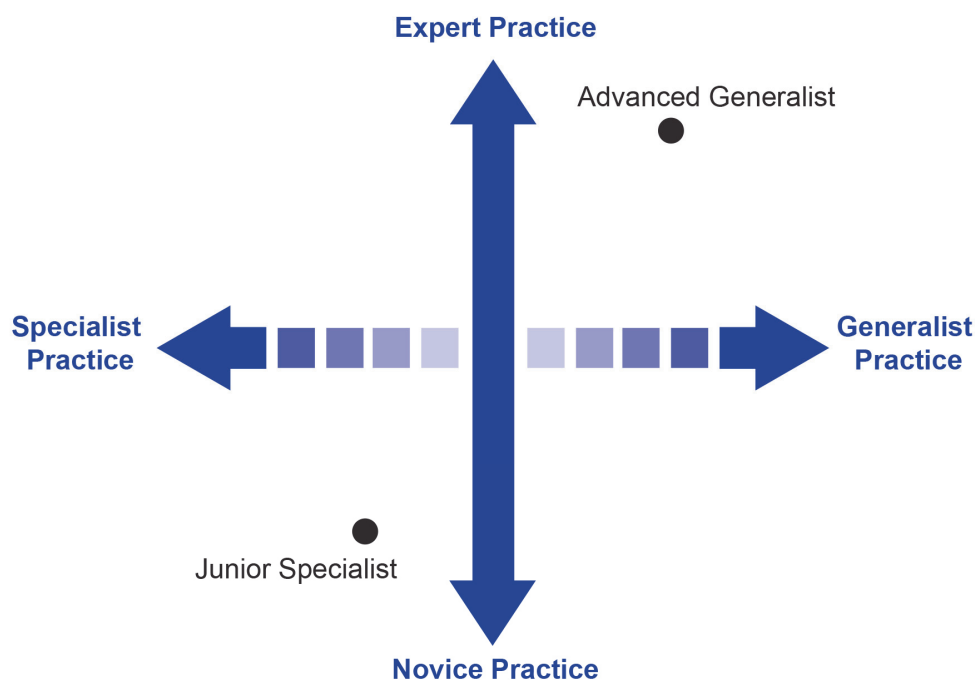 Expert Practice
Advanced Generalist
Specialist
Practice
Generalist
Practice
Junior Specialist
Novice Practice